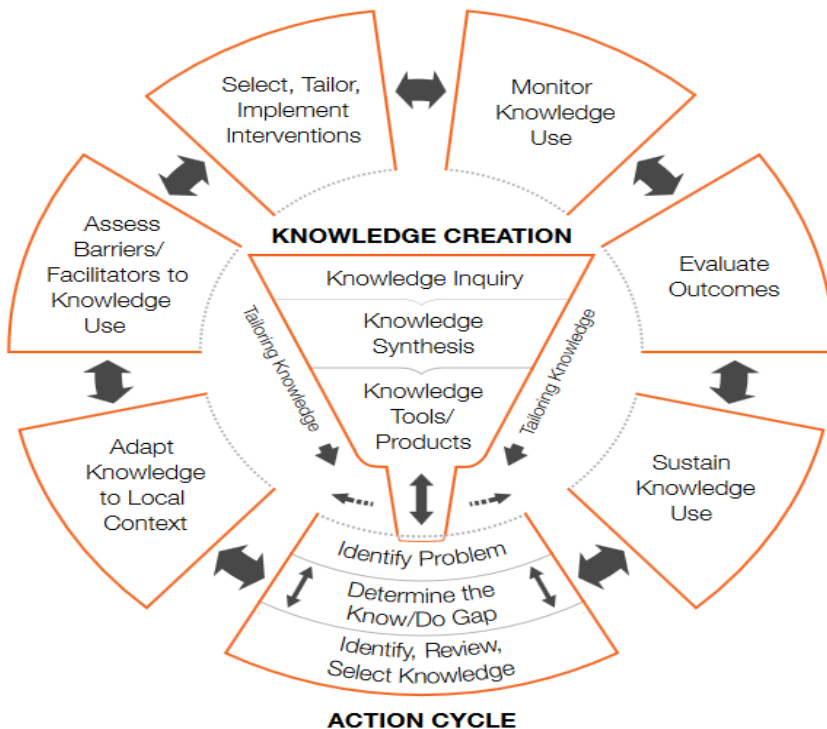 Select, Tailor,
Implement
Interventions
Monitor
Knowledge
Use
Assess
Barriers/
Facilitators to
Knowledge
Use
KNOWLEDGE CREATION
Evaluate
Outcomes
Knowledge Inquiry
Knowledge
Synthesis
Knowledge
Tools/
Products
Tailoring Knowledge
Tailoring Knowledge
Adapt
Knowledge
to Local
Context
Sustain
Knowledge
Use
Identify Problem
Determine the
Know/Do Gap
Identify, Review,
Select Knowledge
ACTION CYCLE